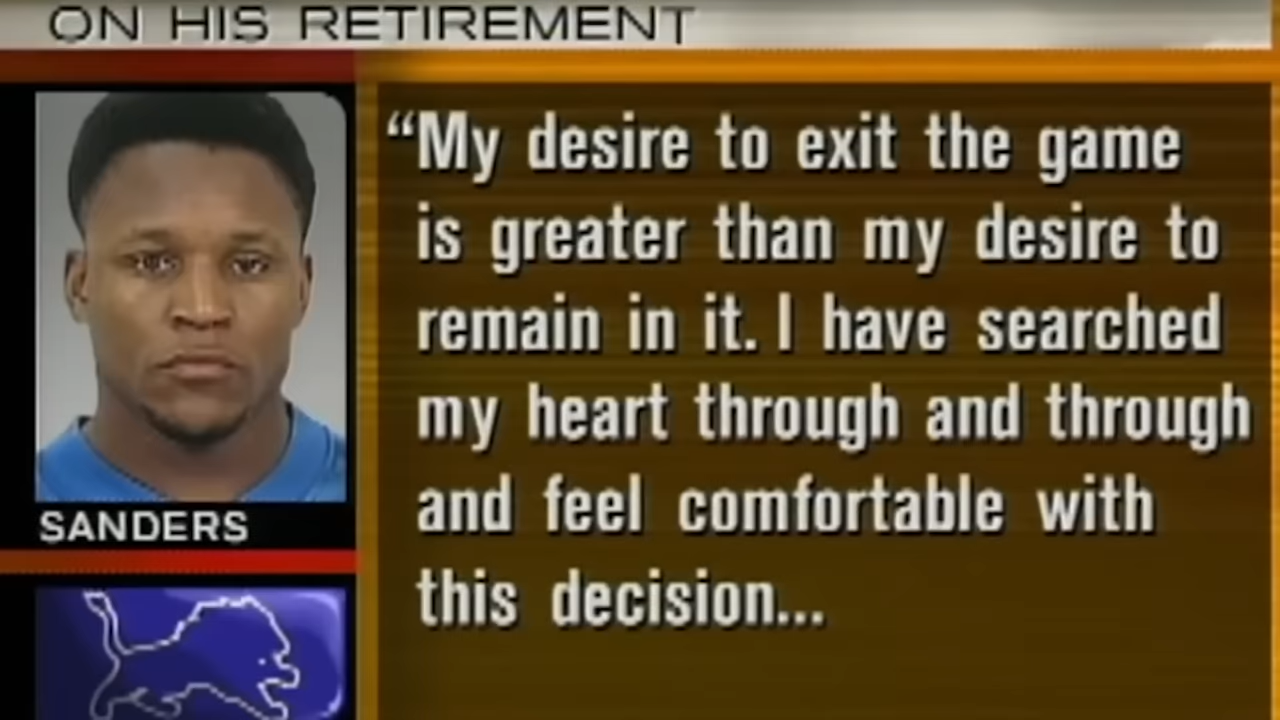 ON HIS RETIREMENT
SANDERS
“My desire to exit the game
is greater than my desire to
remain in it. I have searched
my heart through and through
and feel comfortable with
this decision...